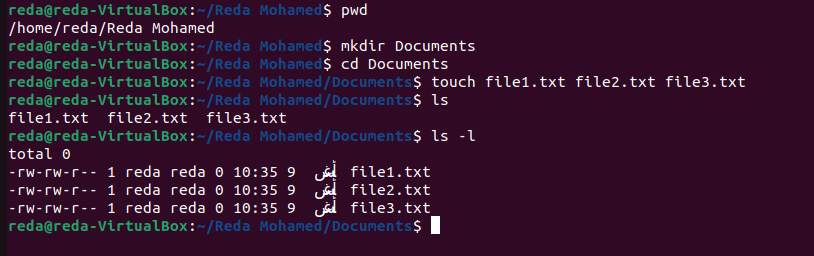 reda@reda-VirtualBox:~/Reda Mohamed$ pwd
/home/reda/Reda Mohamed
reda@reda-VirtualBox:~/Reda Mohamed$ mkdir Documents
reda@reda-VirtualBox:~/Reda Mohamed$ cd Documents
reda@reda-VirtualBox:~/Reda Mohamed/Documents$ touch file1.txt file2.txt file3.txt
reda@reda-VirtualBox:~/Reda Mohamed/Documents$ ls
file1.txt  file2.txt  file3.txt
reda@reda-VirtualBox:~/Reda Mohamed/Documents$ ls -l
total 0
-rw-rw-r-- 1 reda reda 0 10:35 9 file1.txt
-rw-rw-r-- 1 reda reda 0 10:35 9 file2.txt
-rw-rw-r-- 1 reda reda 0 10:35 9 file3.txt
reda@reda-VirtualBox:~/Reda Mohamed/Documents$